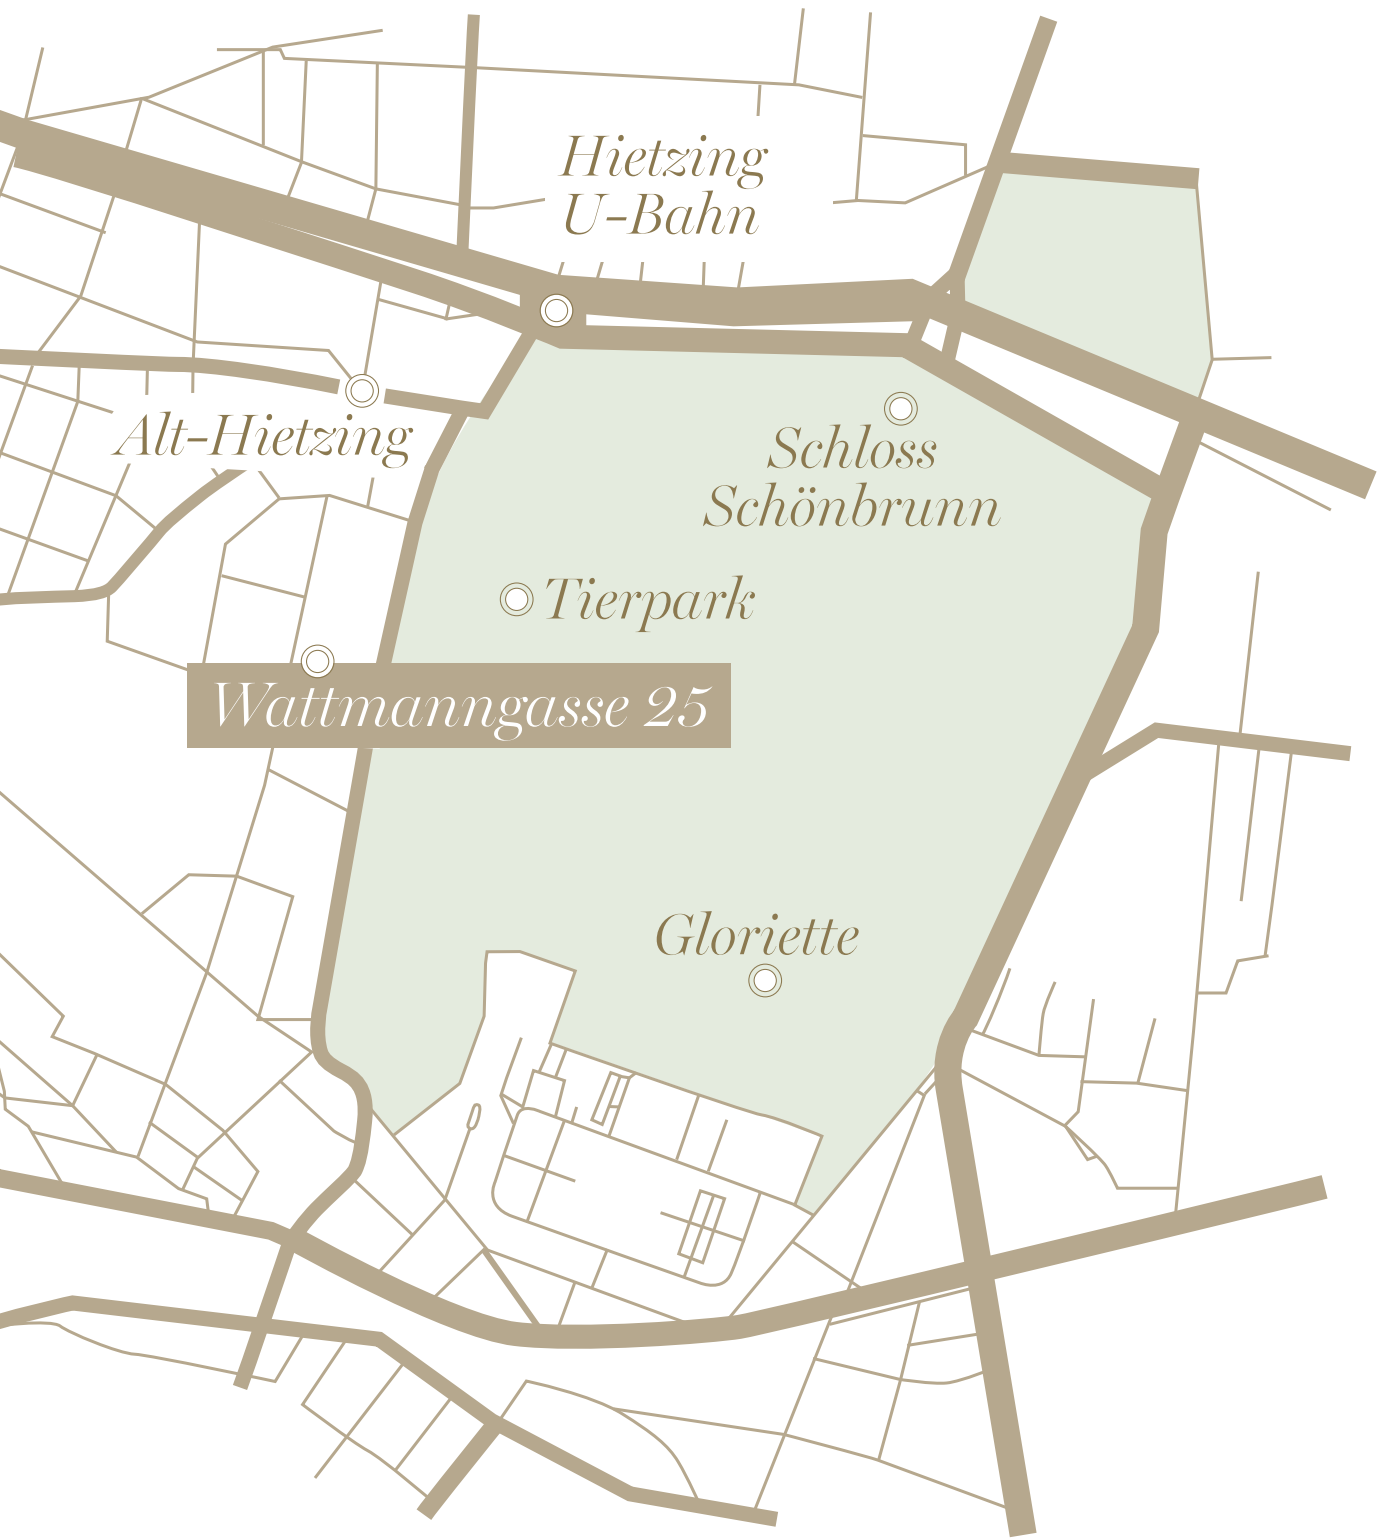 Hietzing
U-Bahn
Alt-Hietzing
Schloss
Schönbrunn
Tierpark
Wattmanngasse 25
Gloriette